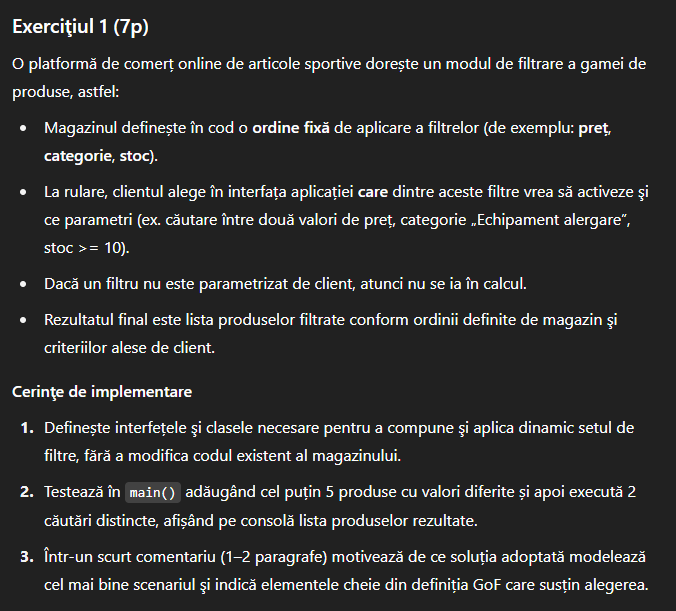 Exerciţiul 1 (7p)
O platformă de comerț online de articole sportive dorește un modul de filtrare a gamei de
produse, astfel:
• Magazinul definește în cod o ordine fixă de aplicare a filtrelor (de exemplu: preț,
categorie, stoc).
• La rulare, clientul alege în interfața aplicației care dintre aceste filtre vrea să activeze şi
ce parametri (ex. căutare între două valori de preț, categorie „Echipament alergare”,
stoc >= 10).
• Dacă un filtru nu este parametrizat de client, atunci nu se ia în calcul.
• Rezultatul final este lista produselor filtrate conform ordinii definite de magazin şi
criteriilor alese de client.
Cerinţe de implementare
1. Definește interfețele şi clasele necesare pentru a compune şi aplica dinamic setul de
filtre, fără a modifica codul existent al magazinului.
2. Testează în main() adăugând cel puțin 5 produse cu valori diferite și apoi execută 2
căutări distincte, afișând pe consolă lista produselor rezultate.
3. Într-un scurt comentariu (1–2 paragrafe) motivează de ce soluția adoptată modelează
cel mai bine scenariul şi indică elementele cheie din definiția GoF care susțin alegerea.